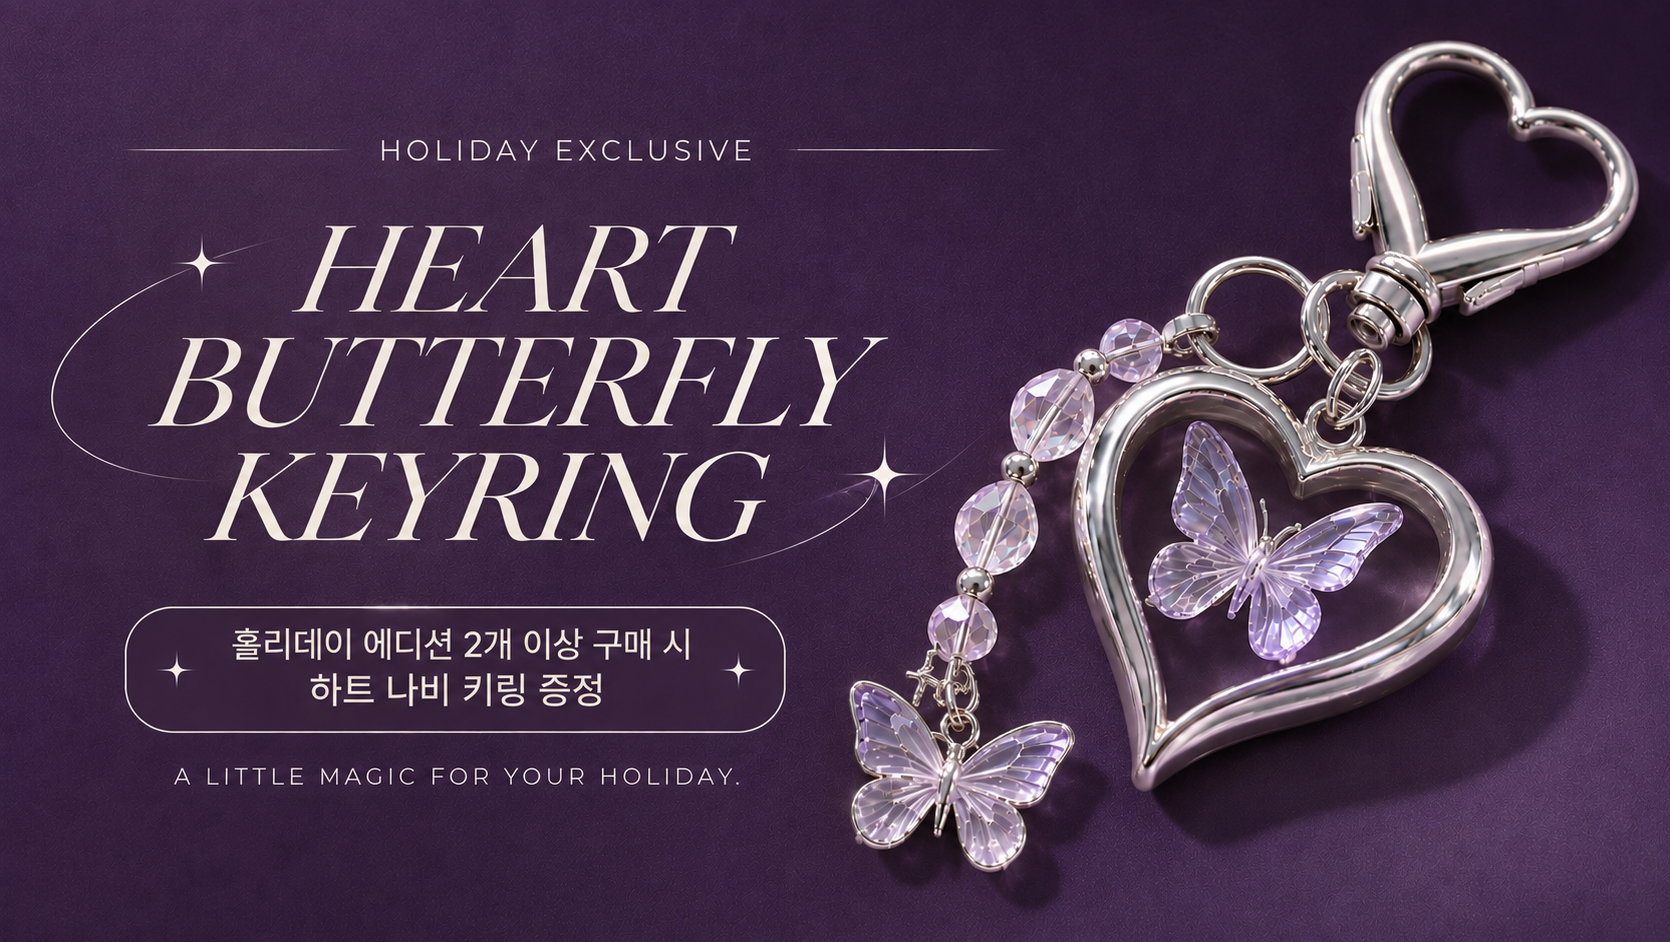 HOLIDAY EXCLUSIVE
HEART
BUTTERFLY
KEYRING
홀리데이 에디션 2개 이상 구매 시
하트 나비 키링 증정
A LITTLE MAGIC FOR YOUR HOLIDAY.